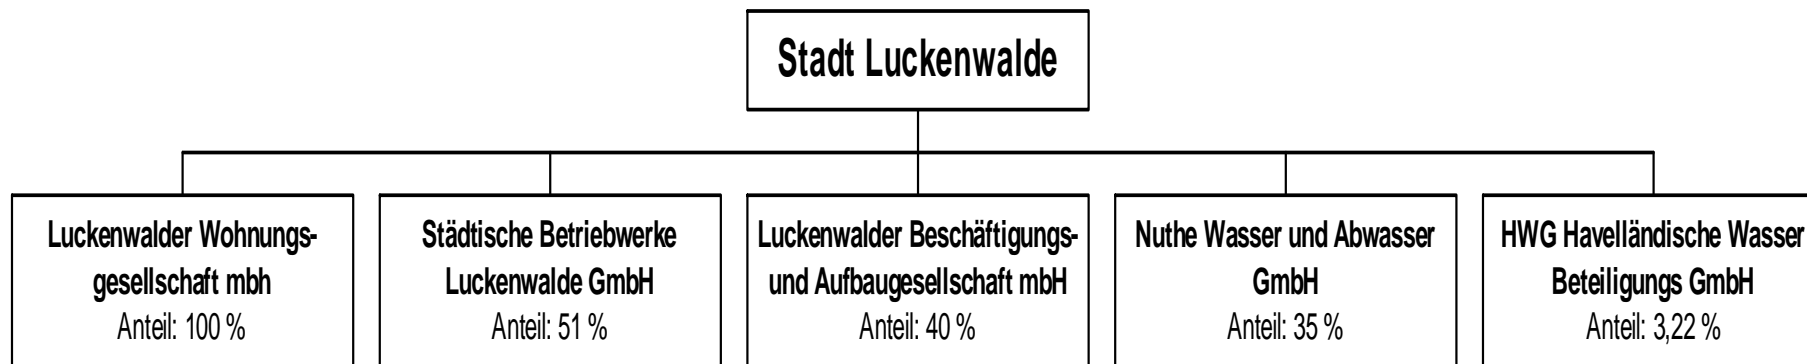 Stadt Luckenwalde
Luckenwalder Wohnungs-
gesellschaft mbh
Anteil: 100 %
Städtische Betriebwerke
Luckenwalde GmbH
Anteil: 51 %
Luckenwalder Beschäftigungs-
und Aufbaugesellschaft mbH
Anteil: 40 %
Nuthe Wasser und Abwasser
GmbH
Anteil: 35 %
HWG Havelländische Wasser
Beteiligungs GmbH
Anteil: 3,22 %